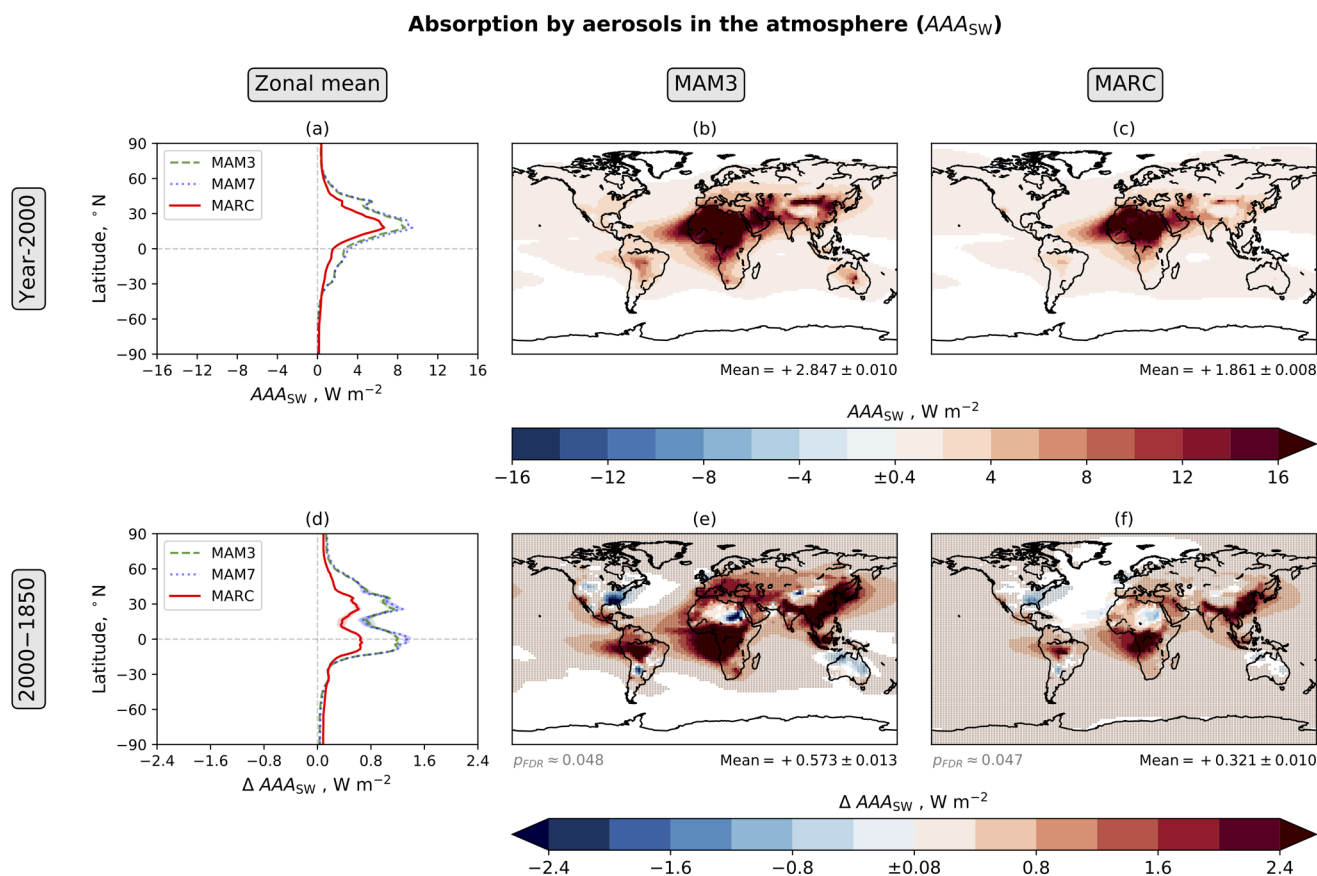 Absorption by aerosols in the atmosphere (AAA_SW)
Zonal mean
MAM3
MARC
Year-2000
(a)
(b)
(c)
90
60
30
0
−30
−60
−90
Latitude, °N
MAM3
MAM7
MARC
−16 −12 −8 −4 0 4 8 12 16
AAA_SW , W m⁻²
Mean = +2.847±0.010
Mean = +1.861±0.008
AAA_SW , W m⁻²
−16 −12 −8 −4 ±0.4 4 8 12 16
2000−1850
(d)
(e)
(f)
90
60
30
0
−30
−60
−90
Latitude, °N
MAM3
MAM7
MARC
−2.4 −1.6 −0.8 0.0 0.8 1.6 2.4
Δ AAA_SW , W m⁻²
p_FDR ≈ 0.048
Mean = +0.573±0.013
p_FDR ≈ 0.047
Mean = +0.321±0.010
Δ AAA_SW , W m⁻²
−2.4 −1.6 −0.8 ±0.08 0.8 1.6 2.4